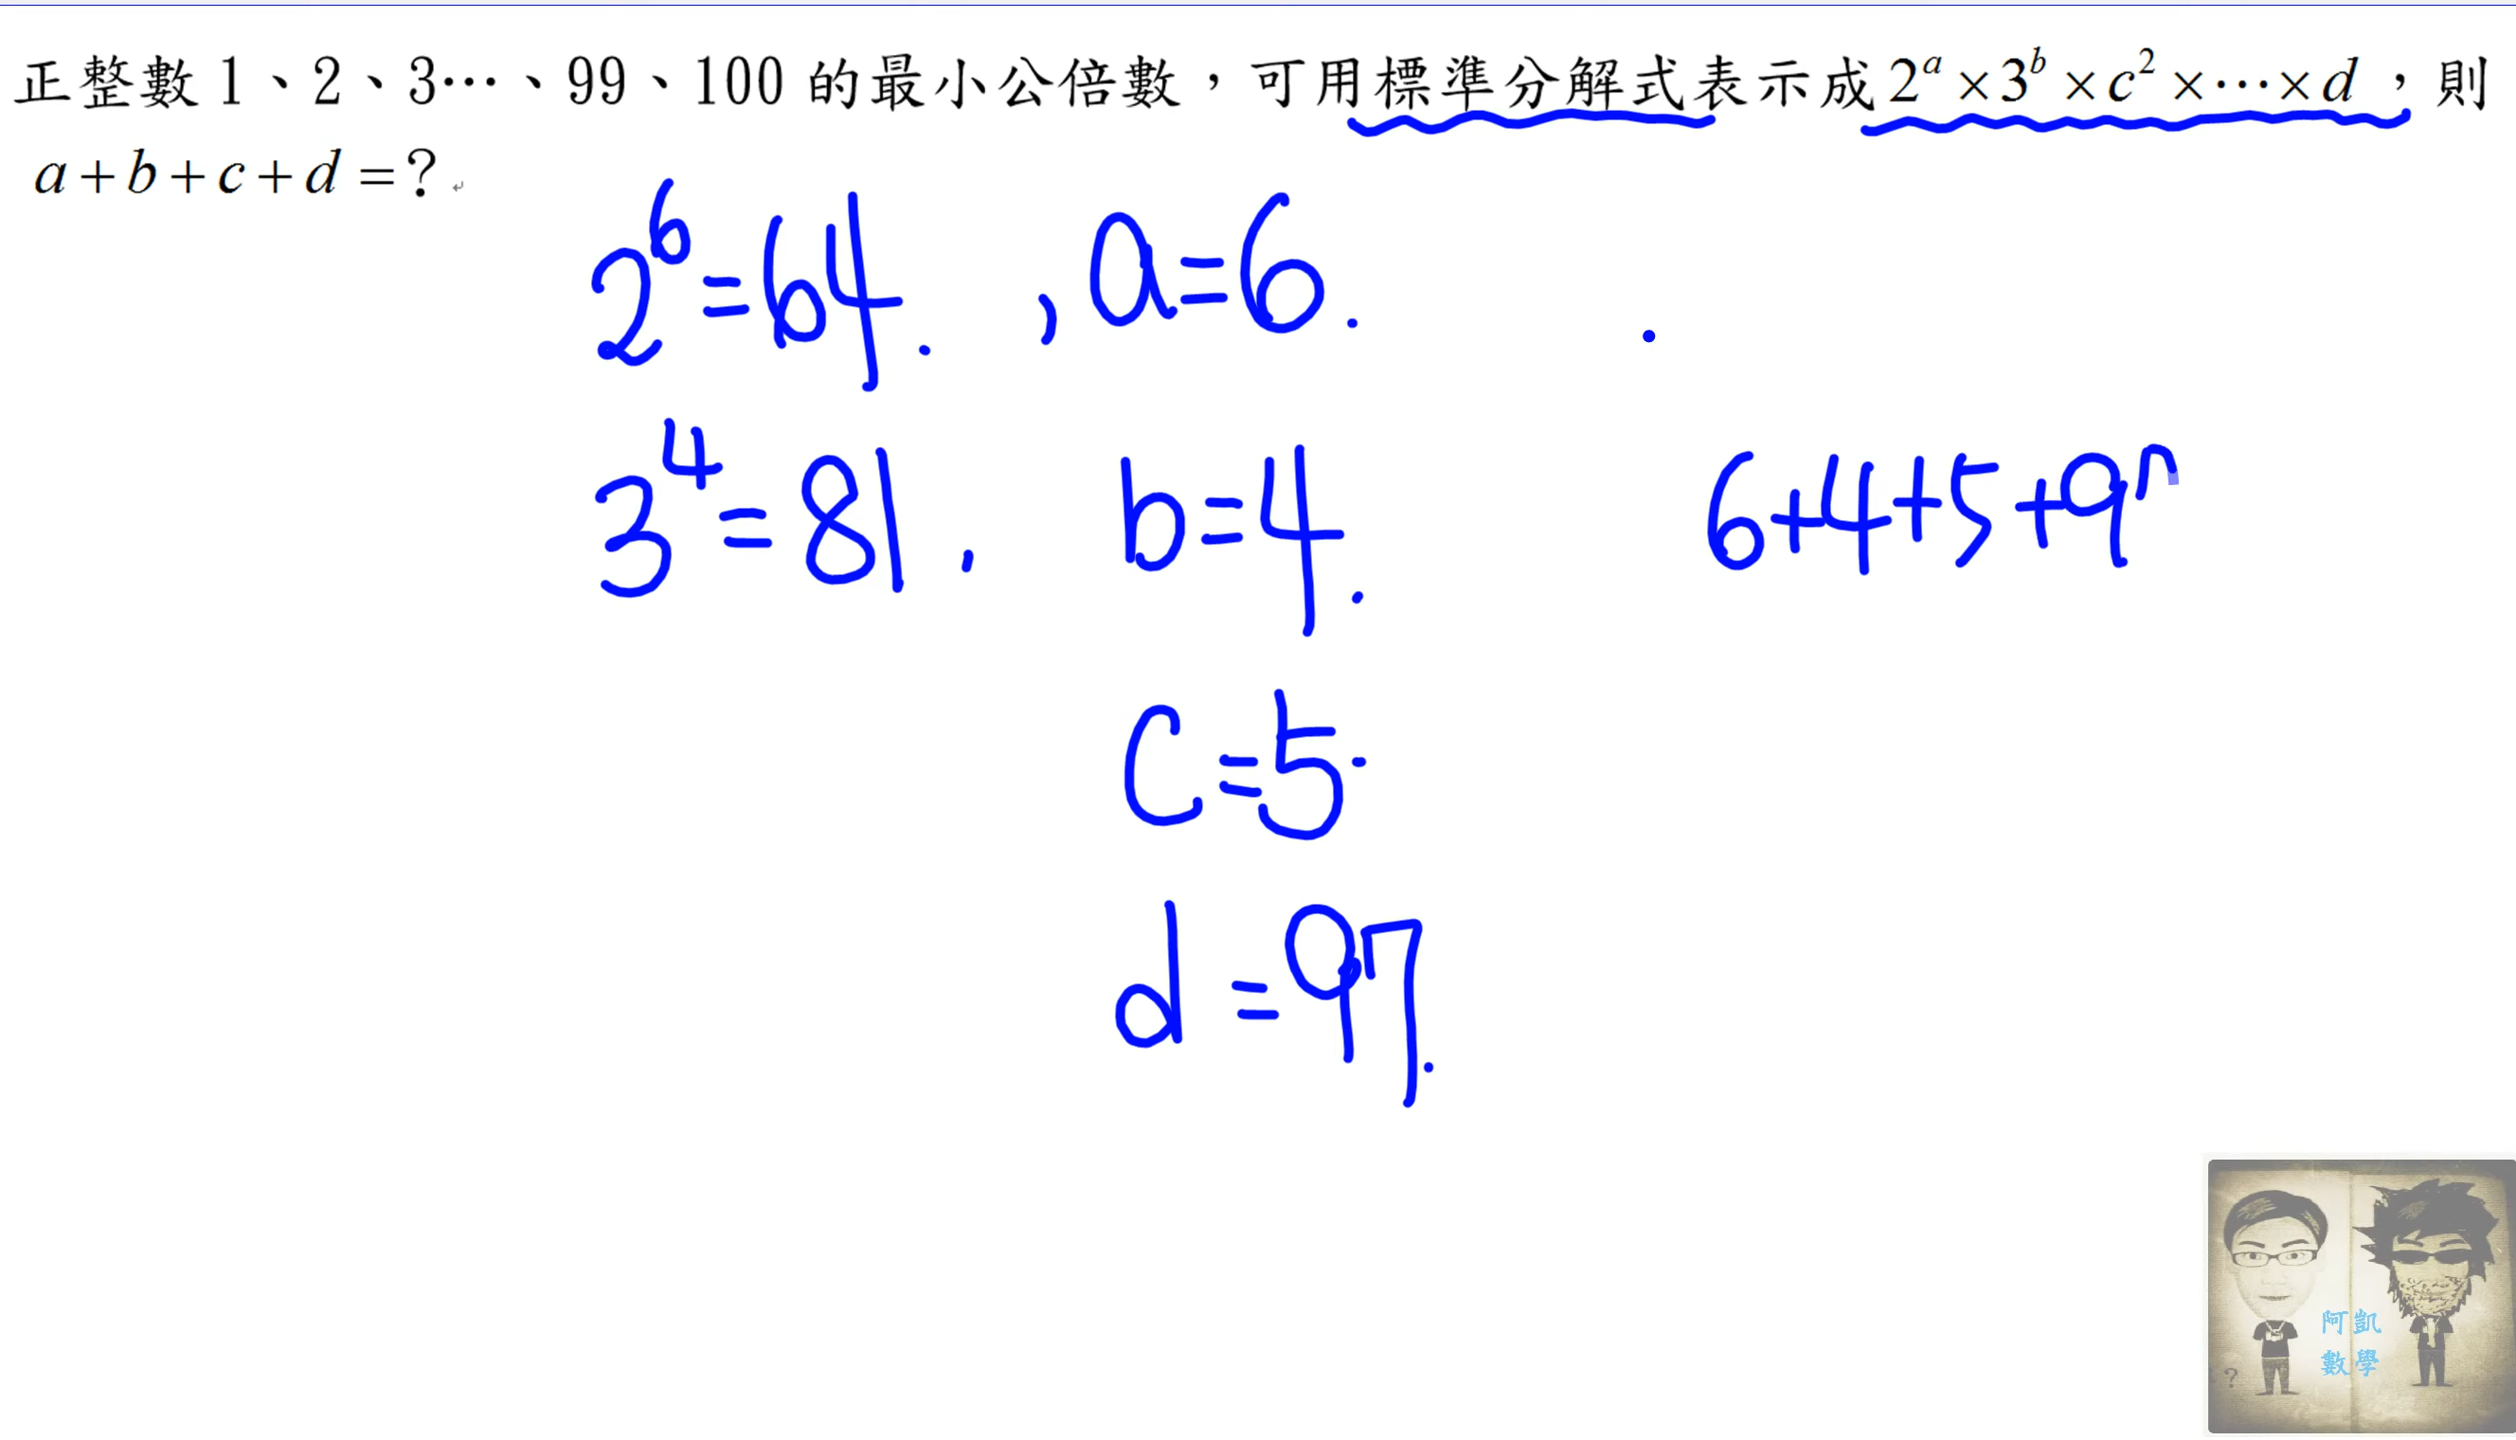 正整數 1、2、3…、99、100 的最小公倍數，可用標準分解式表示成 2^a × 3^b × c^2 × … × d，則
a + b + c + d = ?
2^6 = 64. , a = 6.
3^4 = 81. b = 4.
6+4+5+9
c = 5.
d = 97.
阿凱
數學
?